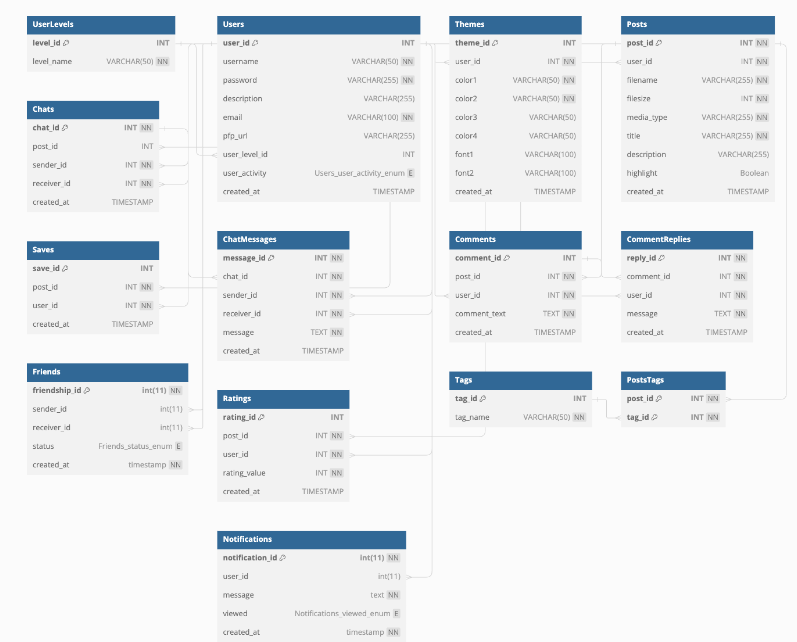 UserLevels
level_id INT
level_name VARCHAR(50) NN
Chats
chat_id INT NN
post_id INT
sender_id INT NN
receiver_id INT NN
created_at TIMESTAMP
Saves
save_id INT
post_id INT NN
user_id INT NN
created_at TIMESTAMP
Friends
friendship_id int(11) NN
sender_id int(11)
receiver_id int(11)
status Friends_status_enum E
created_at timestamp NN
Users
user_id INT
username VARCHAR(50) NN
password VARCHAR(255) NN
description VARCHAR(255)
email VARCHAR(100) NN
pfp_url VARCHAR(255)
user_level_id INT
user_activity Users_user_activity_enum E
created_at TIMESTAMP
ChatMessages
message_id INT NN
chat_id INT NN
sender_id INT NN
receiver_id INT NN
message TEXT NN
created_at TIMESTAMP
Ratings
rating_id INT
post_id INT NN
user_id INT NN
rating_value INT NN
created_at TIMESTAMP
Notifications
notification_id int(11) NN
user_id int(11)
message text NN
viewed Notifications_viewed_enum E
created_at timestamp NN
Themes
theme_id INT
user_id INT NN
color1 VARCHAR(50) NN
color2 VARCHAR(50) NN
color3 VARCHAR(50)
color4 VARCHAR(50)
font1 VARCHAR(100)
font2 VARCHAR(100)
created_at TIMESTAMP
Comments
comment_id INT NN
post_id INT NN
user_id INT NN
comment_text TEXT NN
created_at TIMESTAMP
Tags
tag_id INT
tag_name VARCHAR(50) NN
Posts
post_id INT NN
user_id INT NN
filename VARCHAR(255) NN
filesize INT NN
media_type VARCHAR(255) NN
title VARCHAR(255) NN
description VARCHAR(255)
highlight Boolean
created_at TIMESTAMP
CommentReplies
reply_id INT NN
comment_id INT NN
user_id INT NN
message TEXT NN
created_at TIMESTAMP
PostsTags
post_id INT NN
tag_id INT NN